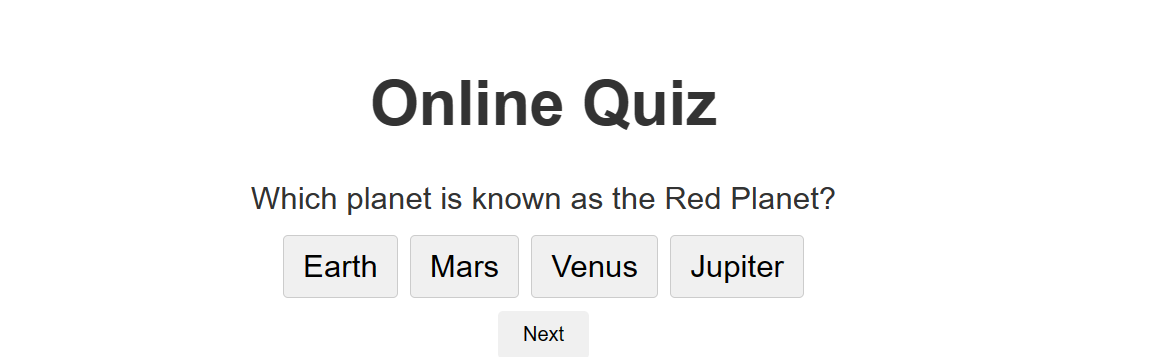 Online Quiz
Which planet is known as the Red Planet?
Earth Mars Venus Jupiter
Next